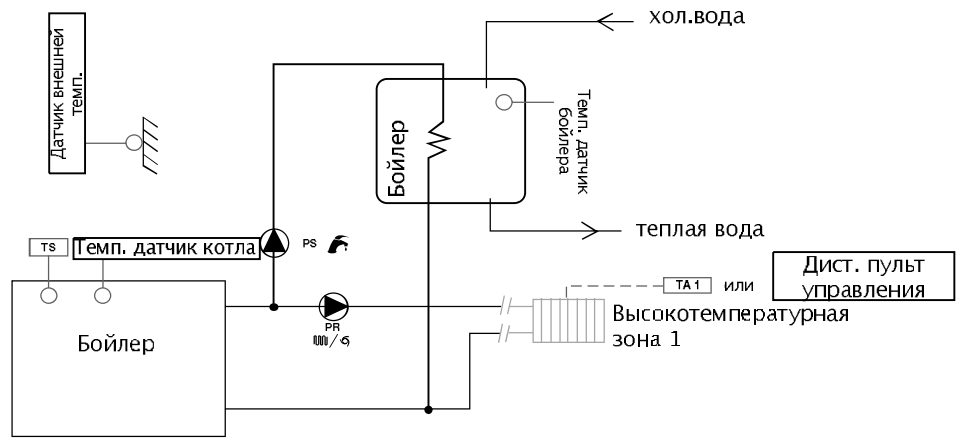 хол.вода
Датчик внешней
темп.
Бойлер
Темп. датчик
бойлера
теплая вода
TS
Темп. датчик котла
PS
Дист. пульт
управления
TA 1
или
Высокотемпературная
зона 1
PR
Бойлер